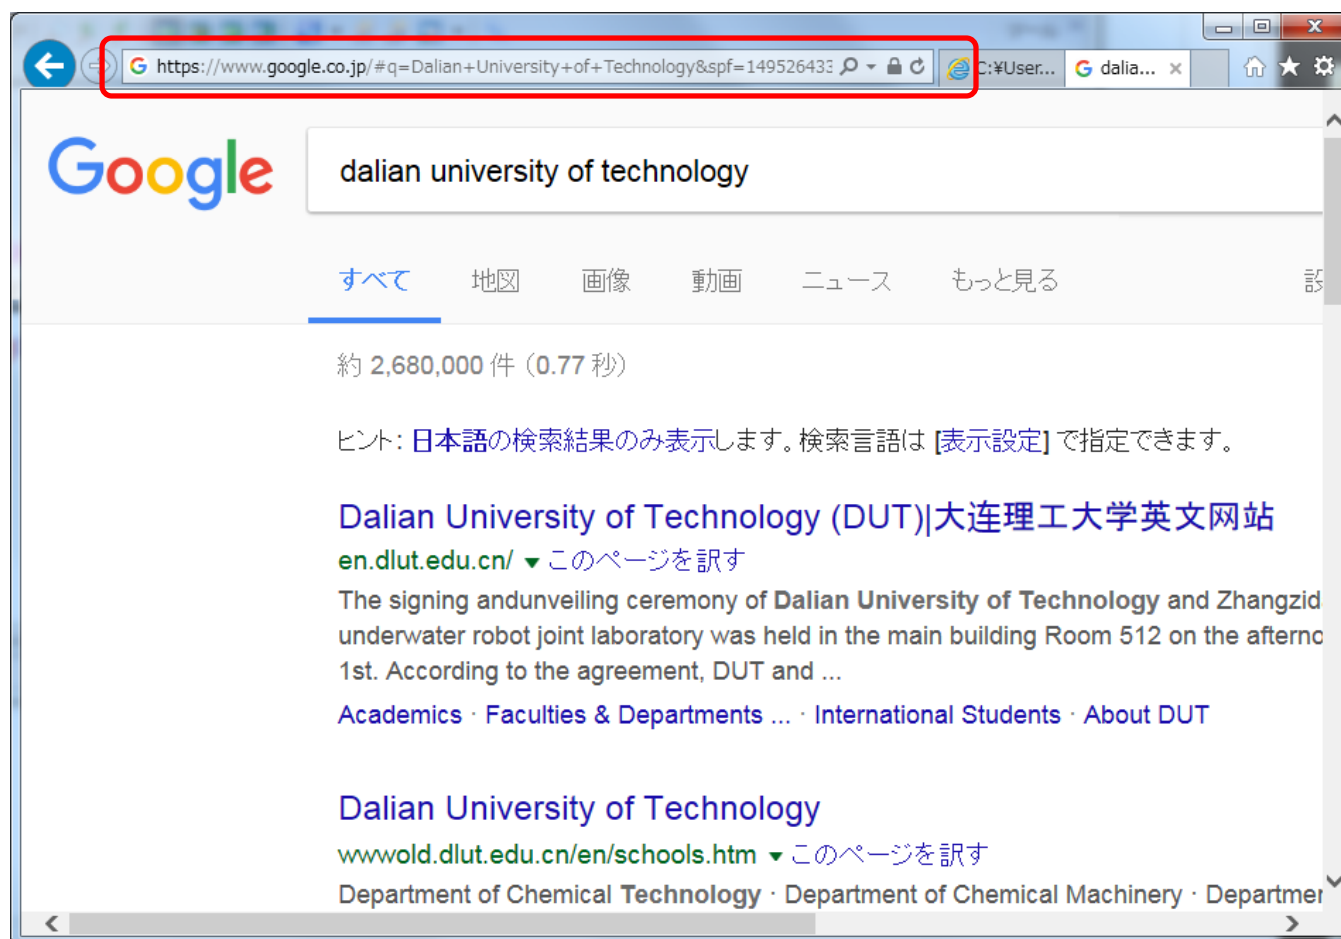 https://www.google.co.jp/#q=Dalian+University+of+Technology&spf=149526433
C:¥User...
dalia...
Google
dalian university of technology
すべて 地図 画像 動画 ニュース もっと見る 設
約 2,680,000 件 (0.77 秒)
ヒント: 日本語の検索結果のみ表示します。検索言語は [表示設定] で指定できます。
Dalian University of Technology (DUT)|大连理工大学英文网站
en.dlut.edu.cn/ ▼ このページを訳す
The signing andunveiling ceremony of Dalian University of Technology and Zhangzid
underwater robot joint laboratory was held in the main building Room 512 on the afterno
1st. According to the agreement, DUT and ...
Academics · Faculties & Departments ... · International Students · About DUT
Dalian University of Technology
wwwold.dlut.edu.cn/en/schools.htm ▼ このページを訳す
Department of Chemical Technology · Department of Chemical Machinery · Departmer